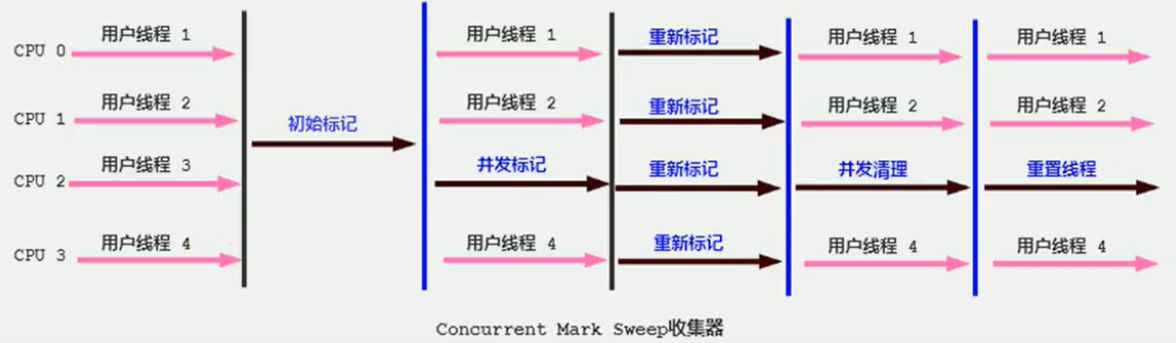 CPU 0 用户线程 1 用户线程 1 重新标记 用户线程 1 用户线程 1
CPU 1 用户线程 2 用户线程 2 重新标记 用户线程 2 用户线程 2
初始标记
CPU 2 用户线程 3 并发标记 重新标记 并发清理 重置线程
CPU 3 用户线程 4 用户线程 4 重新标记 用户线程 4 用户线程 4
Concurrent Mark Sweep收集器